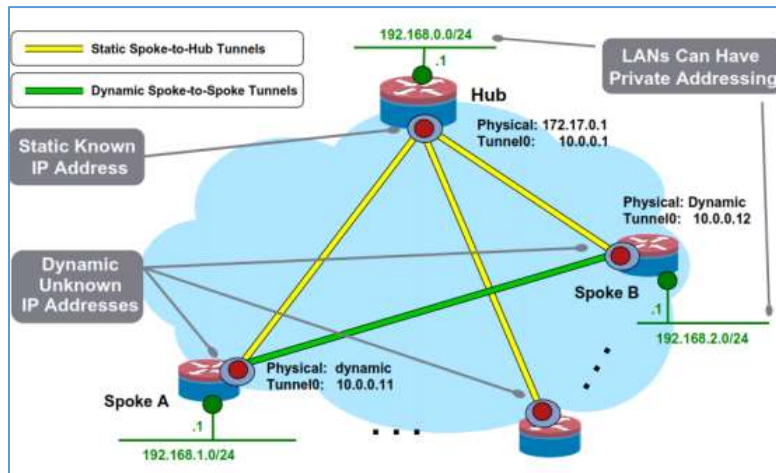 192.168.0.0/24
Static Spoke-to-Hub Tunnels
.1
LANs Can Have
Private Addressing
Dynamic Spoke-to-Spoke Tunnels
Hub
Physical: 172.17.0.1
Tunnel0: 10.0.0.1
Static Known
IP Address
Physical: Dynamic
Tunnel0: 10.0.0.12
Dynamic
Unknown
IP Addresses
Spoke B
.1
192.168.2.0/24
Physical: dynamic
Tunnel0: 10.0.0.11
Spoke A
.1
. . .
192.168.1.0/24